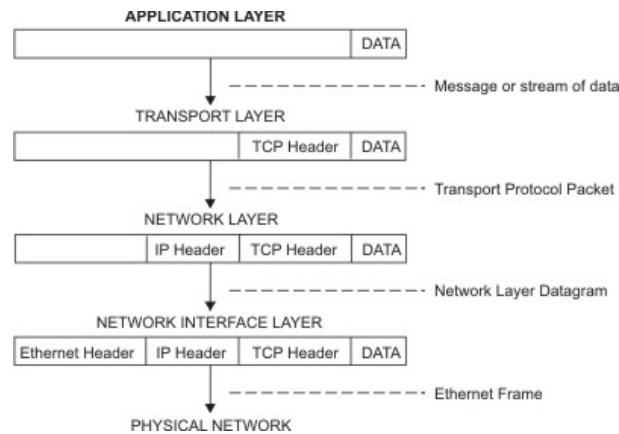 APPLICATION LAYER
DATA
Message or stream of data
TRANSPORT LAYER
TCP Header DATA
Transport Protocol Packet
NETWORK LAYER
IP Header TCP Header DATA
Network Layer Datagram
NETWORK INTERFACE LAYER
Ethernet Header IP Header TCP Header DATA
Ethernet Frame
PHYSICAL NETWORK